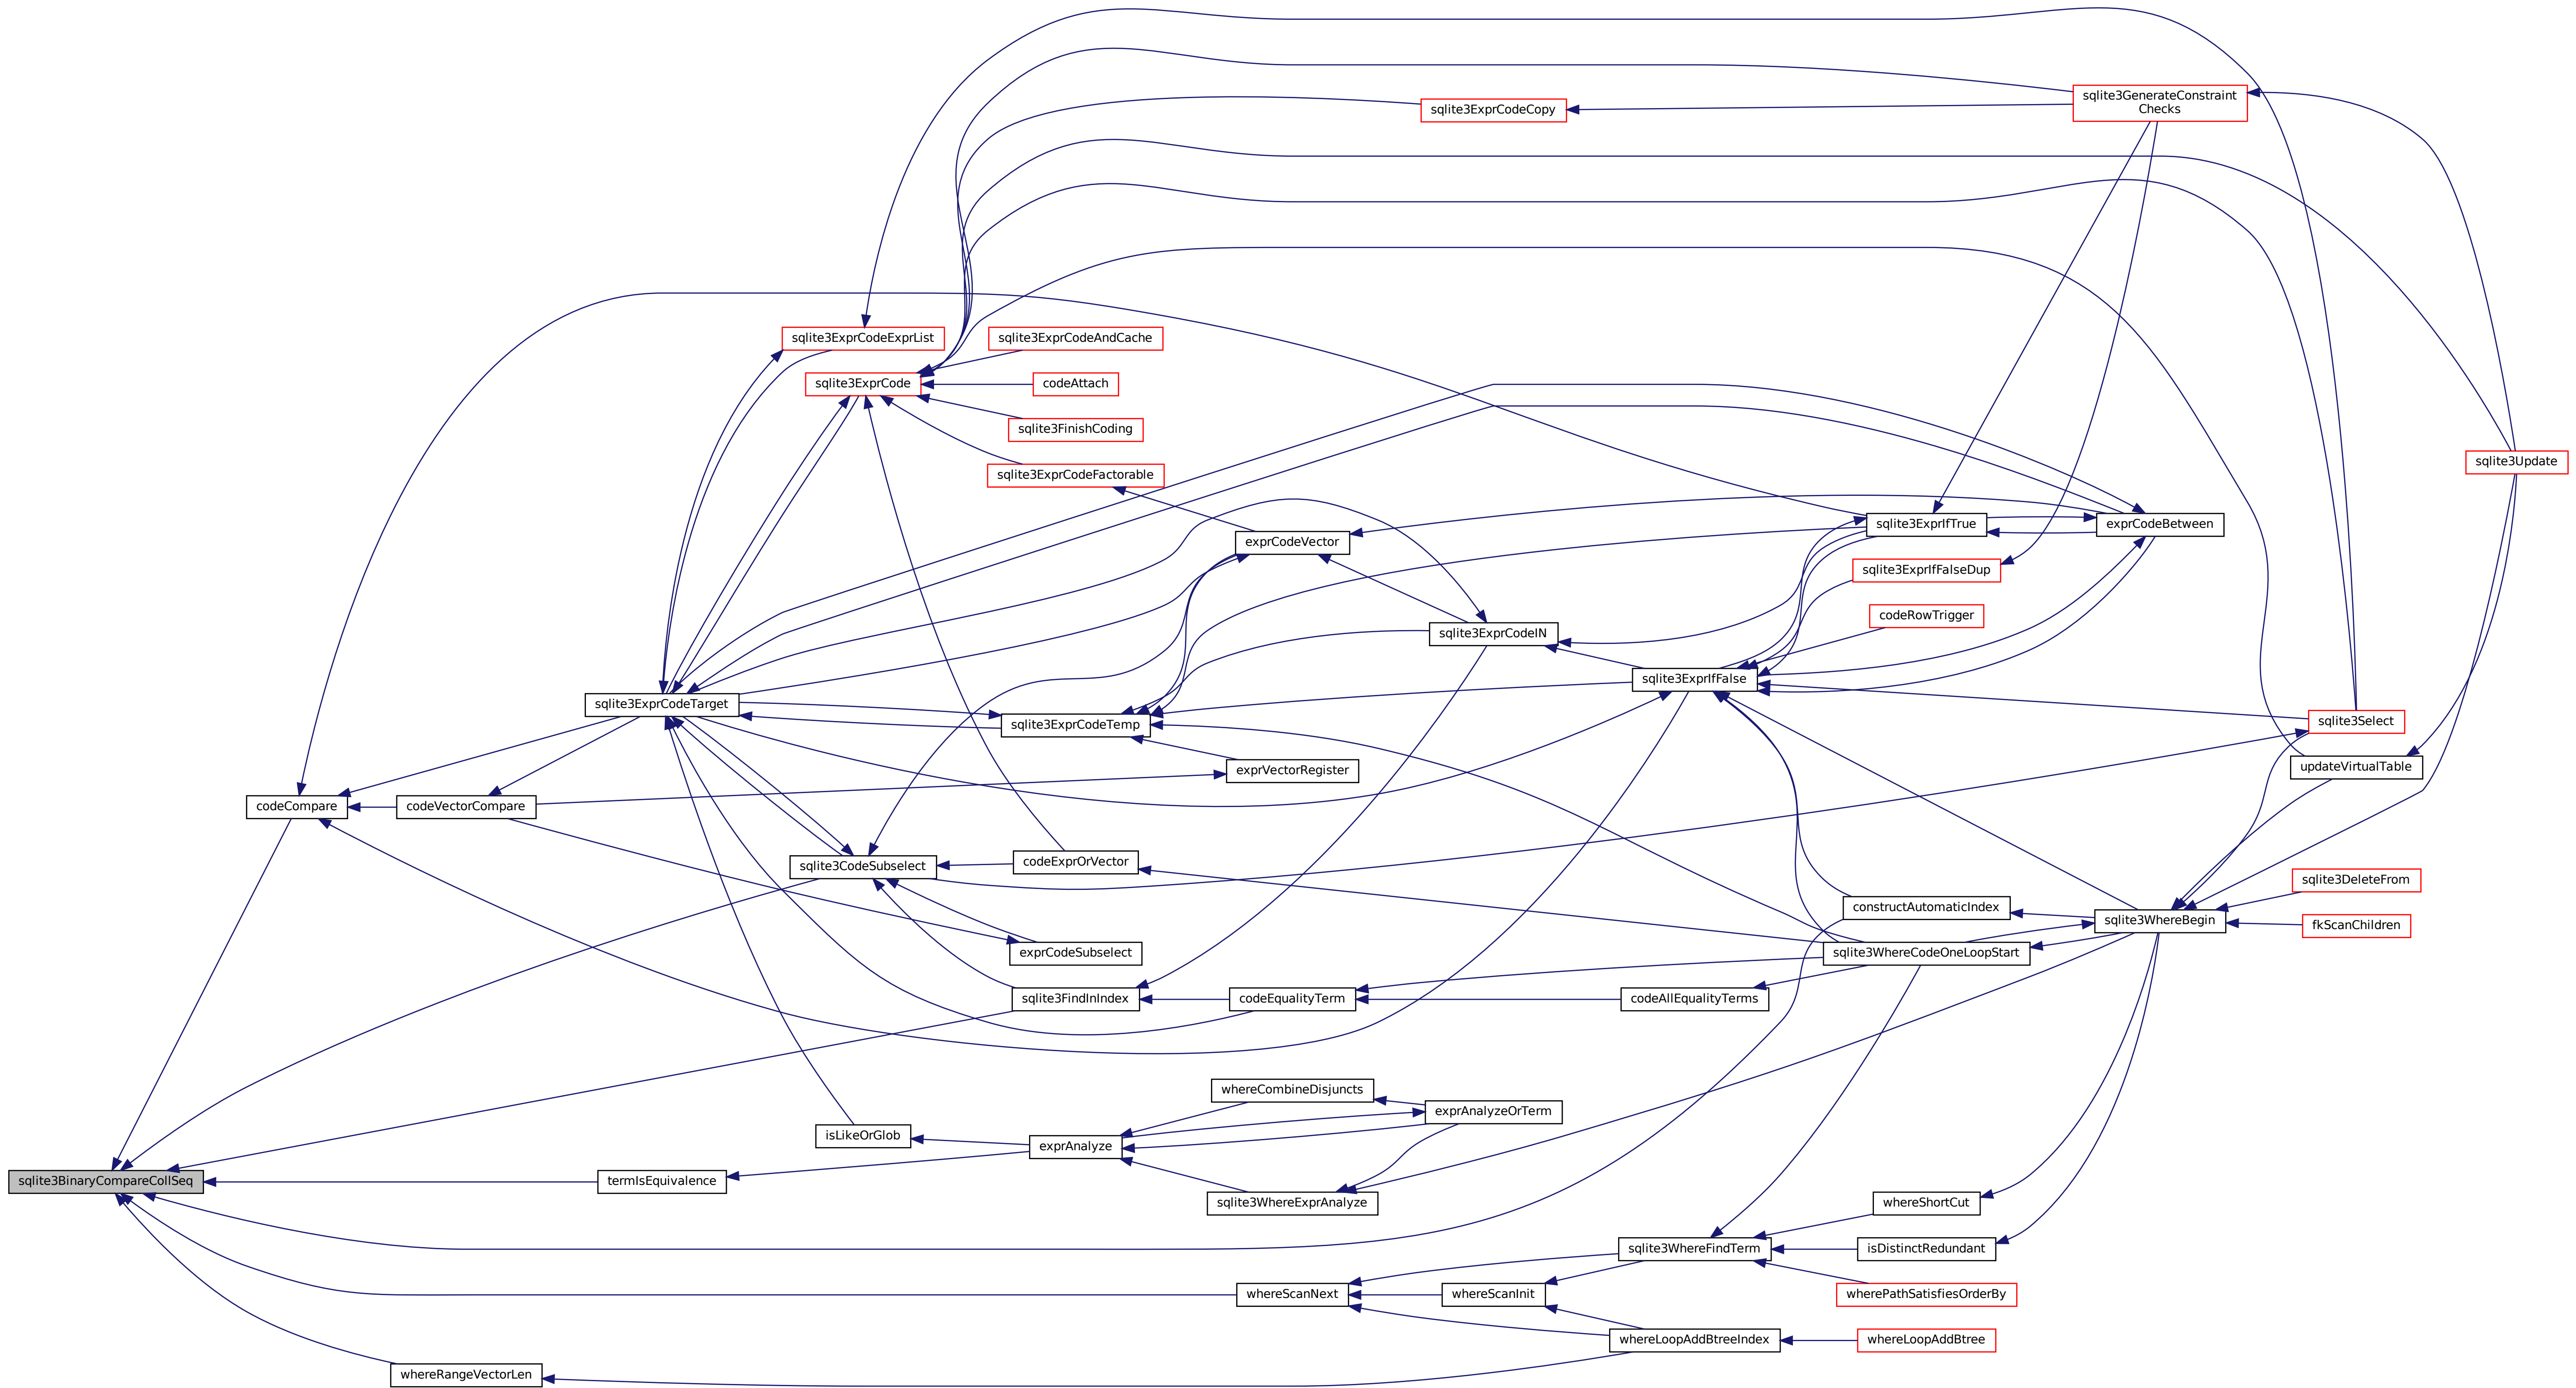 sqlite3GenerateConstraint
Checks
sqlite3ExprCodeCopy
sqlite3ExprCodeExprList
sqlite3ExprCodeAndCache
sqlite3ExprCode
codeAttach
sqlite3FinishCoding
sqlite3Update
sqlite3ExprCodeFactorable
sqlite3ExprIfTrue
exprCodeBetween
exprCodeVector
sqlite3ExprIfFalseDup
codeRowTrigger
sqlite3ExprCodeIN
sqlite3ExprIfFalse
sqlite3ExprCodeTarget
sqlite3ExprCodeTemp
sqlite3Select
updateVirtualTable
exprVectorRegister
codeCompare
codeVectorCompare
sqlite3CodeSubselect
codeExprOrVector
sqlite3DeleteFrom
constructAutomaticIndex
sqlite3WhereBegin
fkScanChildren
exprCodeSubselect
sqlite3WhereCodeOneLoopStart
sqlite3FindInIndex
codeEqualityTerm
codeAllEqualityTerms
whereCombineDisjuncts
exprAnalyzeOrTerm
isLikeOrGlob
exprAnalyze
sqlite3BinaryCompareCollSeq
termIsEquivalence
sqlite3WhereExprAnalyze
whereShortCut
sqlite3WhereFindTerm
isDistinctRedundant
whereScanNext
whereScanInit
wherePathSatisfiesOrderBy
whereLoopAddBtreeIndex
whereLoopAddBtree
whereRangeVectorLen